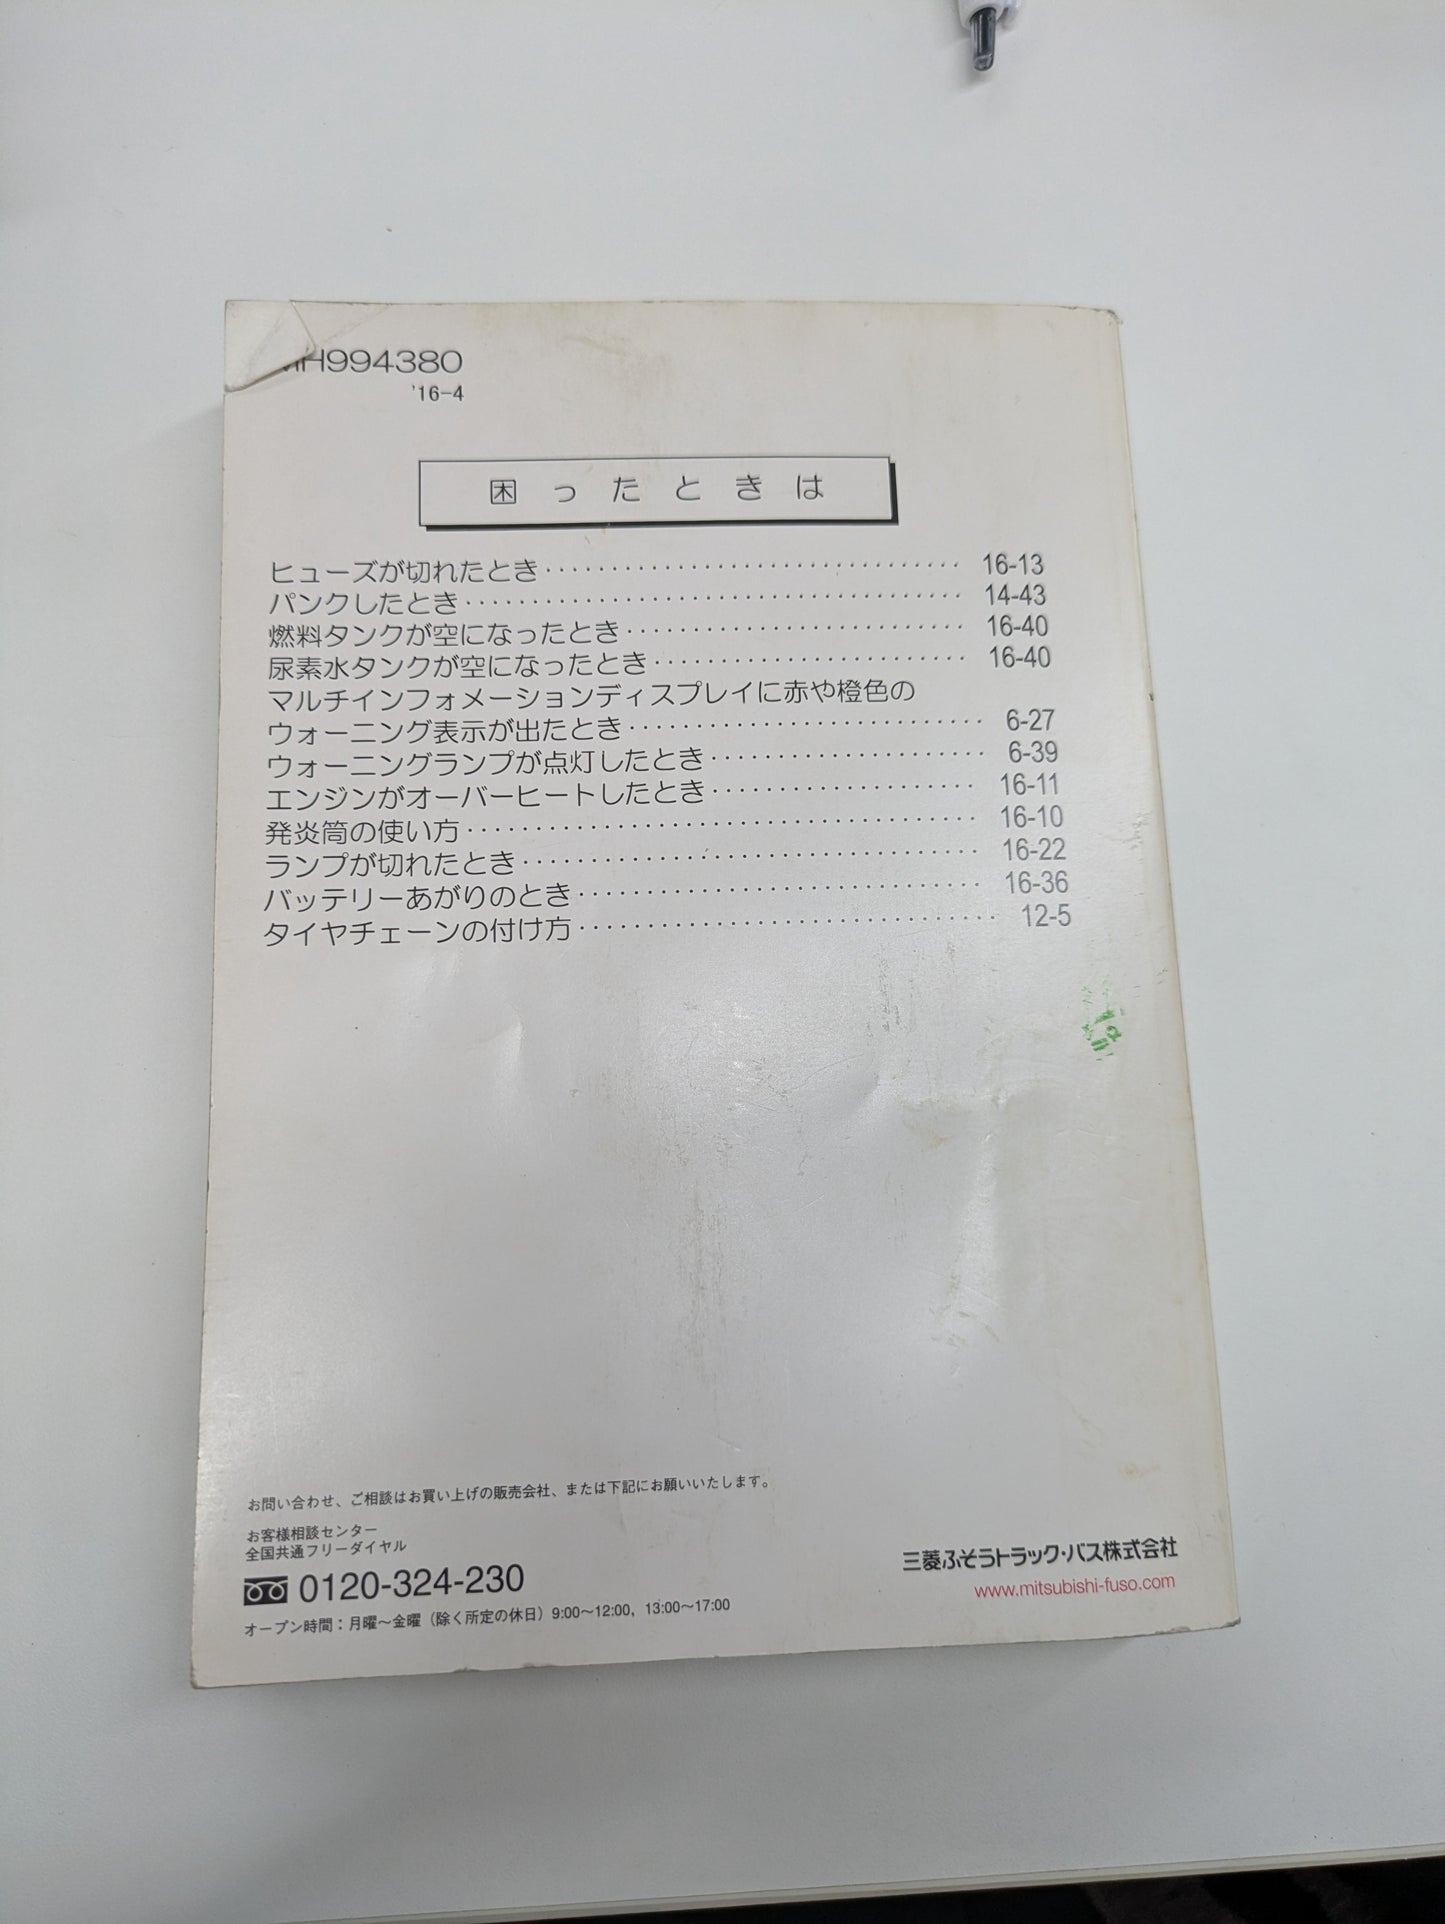 MH994380
'16-4
困ったときは
ヒューズが切れたとき 16-13
パンクしたとき 14-43
燃料タンクが空になったとき 16-40
尿素水タンクが空になったとき 16-40
マルチインフォメーションディスプレイに赤や橙色の
ウォーニング表示が出たとき 6-27
ウォーニングランプが点灯したとき 6-39
エンジンがオーバーヒートしたとき 16-11
発炎筒の使い方 16-10
ランプが切れたとき 16-22
バッテリーあがりのとき 16-36
タイヤチェーンの付け方 12-5
お問い合わせ、ご相談はお買い上げの販売会社、または下記にお願いいたします。
お客様相談センター
全国共通フリーダイヤル
0120-324-230
オープン時間：月曜～金曜（除く所定の休日）9:00～12:00, 13:00～17:00
三菱ふそうトラック・バス株式会社
www.mitsubishi-fuso.com